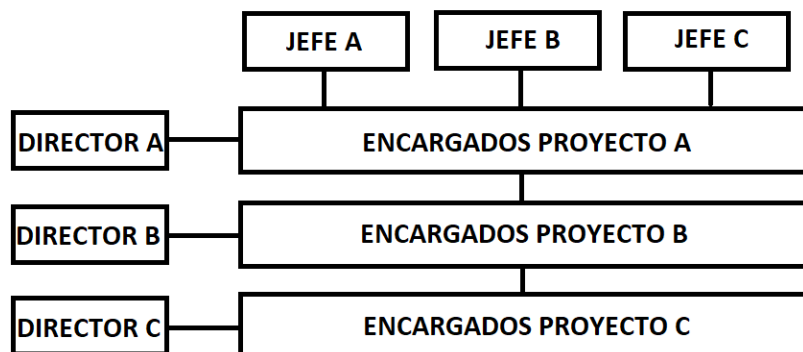 JEFE A
JEFE B
JEFE C
DIRECTOR A
ENCARGADOS PROYECTO A
DIRECTOR B
ENCARGADOS PROYECTO B
DIRECTOR C
ENCARGADOS PROYECTO C